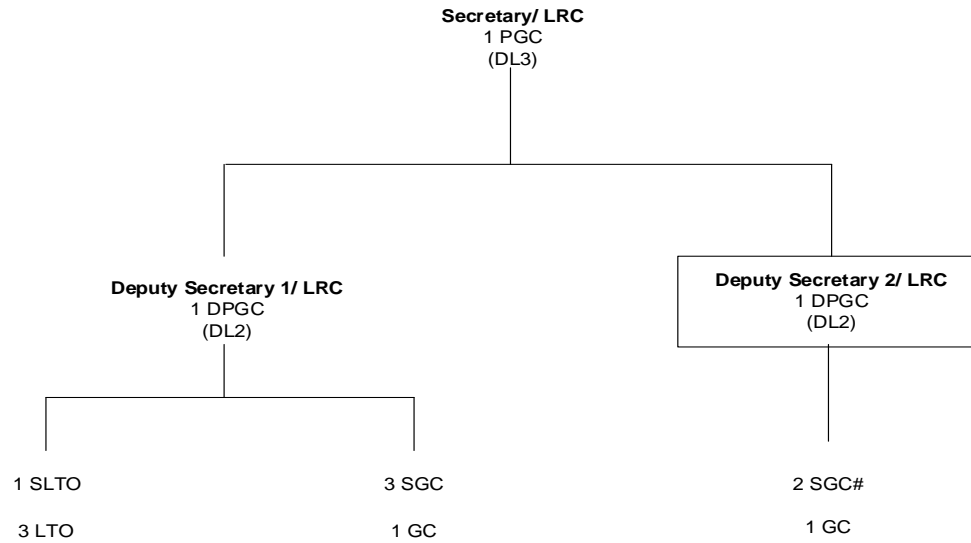 Secretary/ LRC
1 PGC
(DL3)
Deputy Secretary 1/ LRC
1 DPGC
(DL2)
Deputy Secretary 2/ LRC
1 DPGC
(DL2)
1 SLTO
3 LTO
3 SGC
1 GC
2 SGC#
1 GC